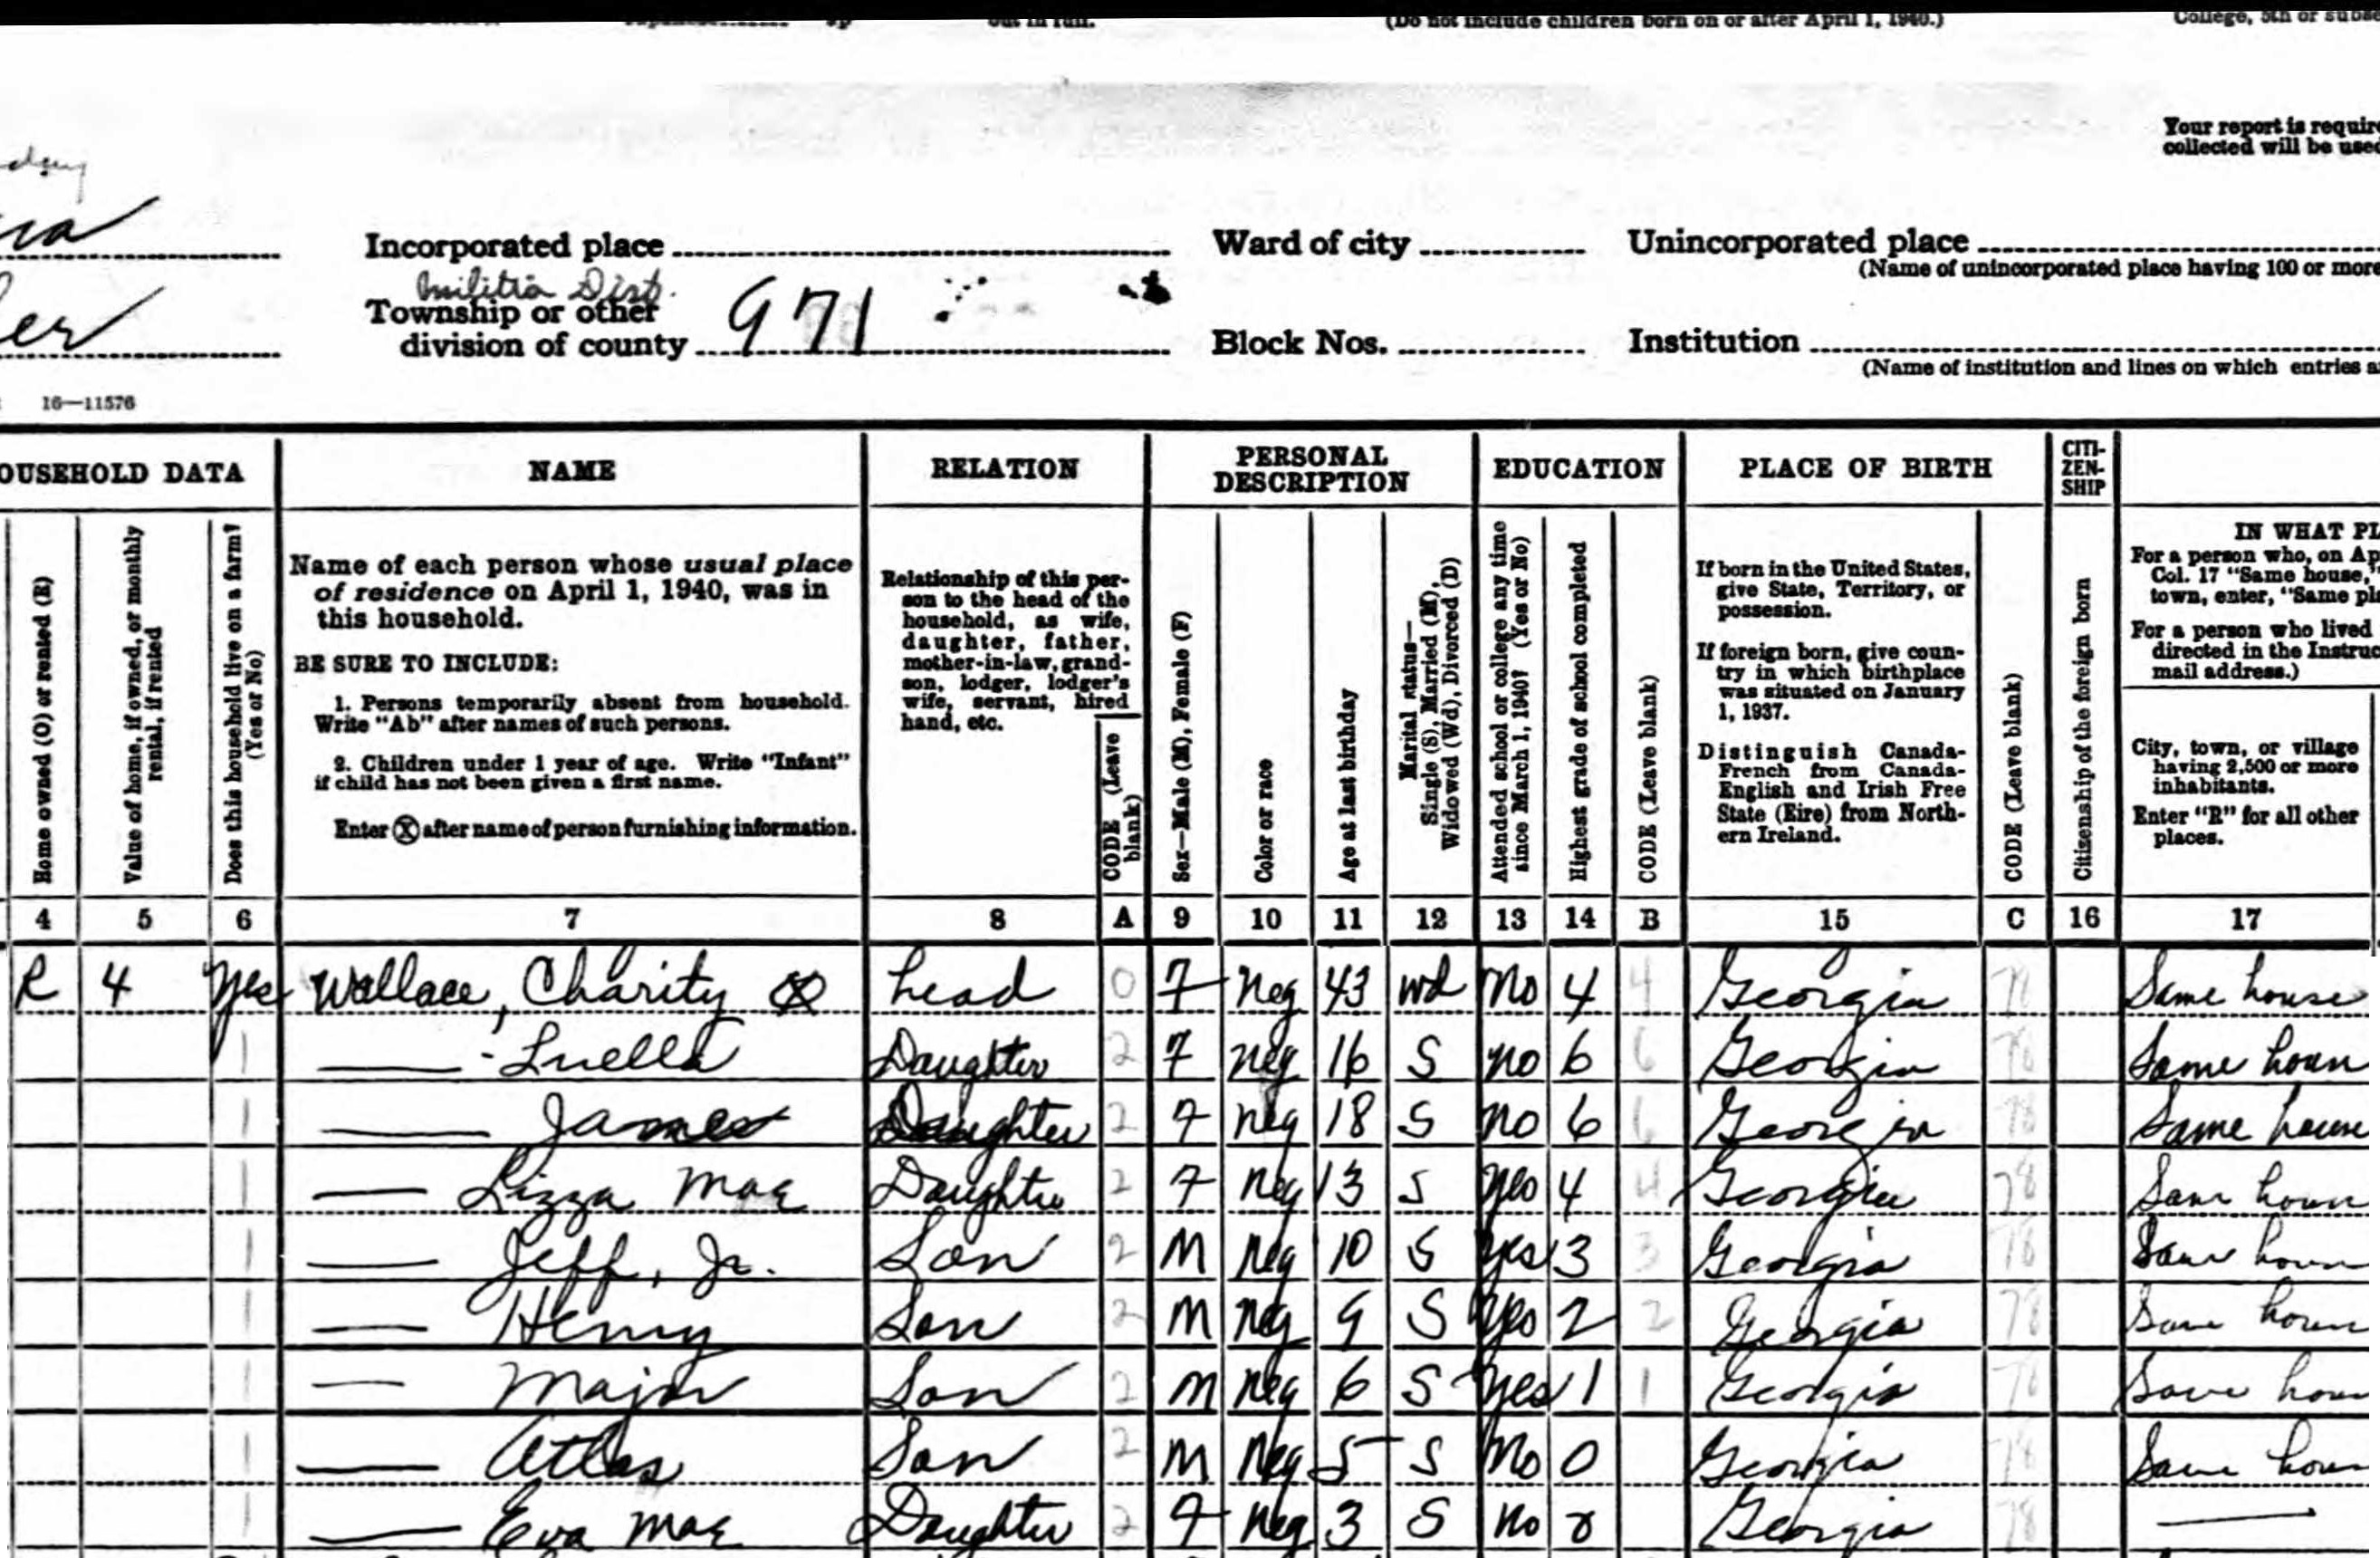 out in full.
(Do not include children born on or after April 1, 1940.)
College, 5th or subse
Your report is require
collected will be used
Incorporated place
Ward of city
Unincorporated place
(Name of unincorporated place having 100 or more
Militia Dist.
Township or other
division of county 971
Block Nos.
Institution
(Name of institution and lines on which entries a
16—11576
OUSEHOLD DATA
NAME
RELATION
PERSONAL
DESCRIPTION
EDUCATION
PLACE OF BIRTH
CITI-
ZEN-
SHIP
Home owned (O) or rented (R)
Value of home, if owned, or monthly
rental, if rented
Does this household live on a farm?
(Yes or No)
Name of each person whose usual place
of residence on April 1, 1940, was in
this household.
BE SURE TO INCLUDE:
1. Persons temporarily absent from household.
Write "Ab" after names of such persons.
2. Children under 1 year of age. Write "Infant"
if child has not been given a first name.
Enter Ⓧ after name of person furnishing information.
Relationship of this per-
son to the head of the
household, as wife,
daughter, father,
mother-in-law, grand-
son, lodger, lodger's
wife, servant, hired
hand, etc.
CODE (Leave
blank)
Sex—Male (M), Female (F)
Color or race
Age at last birthday
Marital status—
Single (S), Married (M),
Widowed (Wd), Divorced (D)
Attended school or college any time
since March 1, 1940? (Yes or No)
Highest grade of school completed
CODE (Leave blank)
If born in the United States,
give State, Territory, or
possession.
If foreign born, give coun-
try in which birthplace
was situated on January
1, 1937.
Distinguish Canada-
French from Canada-
English and Irish Free
State (Eire) from North-
ern Ireland.
CODE (Leave blank)
Citizenship of the foreign born
IN WHAT PL
For a person who, on Ap
Col. 17 "Same house,"
town, enter, "Same pl
For a person who lived
directed in the Instruc
mail address.)
City, town, or village
having 2,500 or more
inhabitants.
Enter "R" for all other
places.
4 5 6 7 8 A 9 10 11 12 13 14 B 15 C 16 17
R 4 Yes Wallace, Charity Ⓧ head 0 F Neg 43 Wd No 4 4 Georgia 78 Same house
— Luella Daughter 2 F Neg 16 S No 6 6 Georgia 78 Same house
— James Daughter 2 F Neg 18 S No 6 6 Georgia 78 Same house
— Lizza Mae Daughter 2 F Neg 13 S Yes 4 4 Georgia 78 Same house
— Jeff, Jr. Son 2 M Neg 10 S Yes 3 3 Georgia 78 Same house
— Henry Son 2 M Neg 9 S Yes 2 2 Georgia 78 Same house
— Major Son 2 M Neg 6 S Yes 1 1 Georgia 78 Same house
— Atlas Son 2 M Neg 5 S No 0 Georgia 78 Same house
— Eva Mae Daughter 2 F Neg 3 S No 0 Georgia 78 —